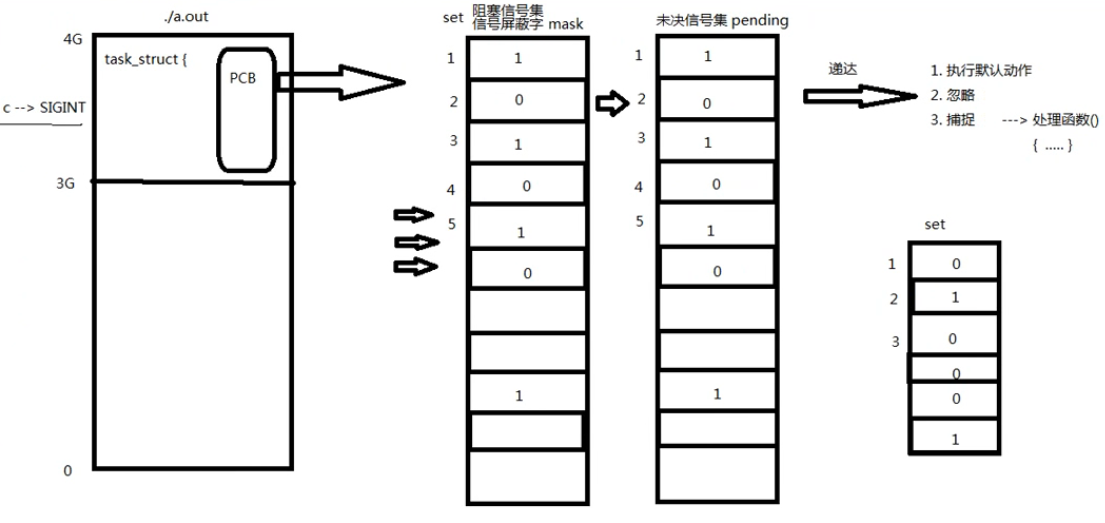 ./a.out
4G
task_struct {
PCB
c --> SIGINT
3G
0
set
阻塞信号集
信号屏蔽字 mask
1 1
2 0
3 1
4 0
5 1
0
1
未决信号集 pending
1 1
2 0
3 1
4 0
5 1
0
1
递达
1. 执行默认动作
2. 忽略
3. 捕捉 ---> 处理函数()
{ ..... }
set
1 0
2 1
3 0
0
0
1